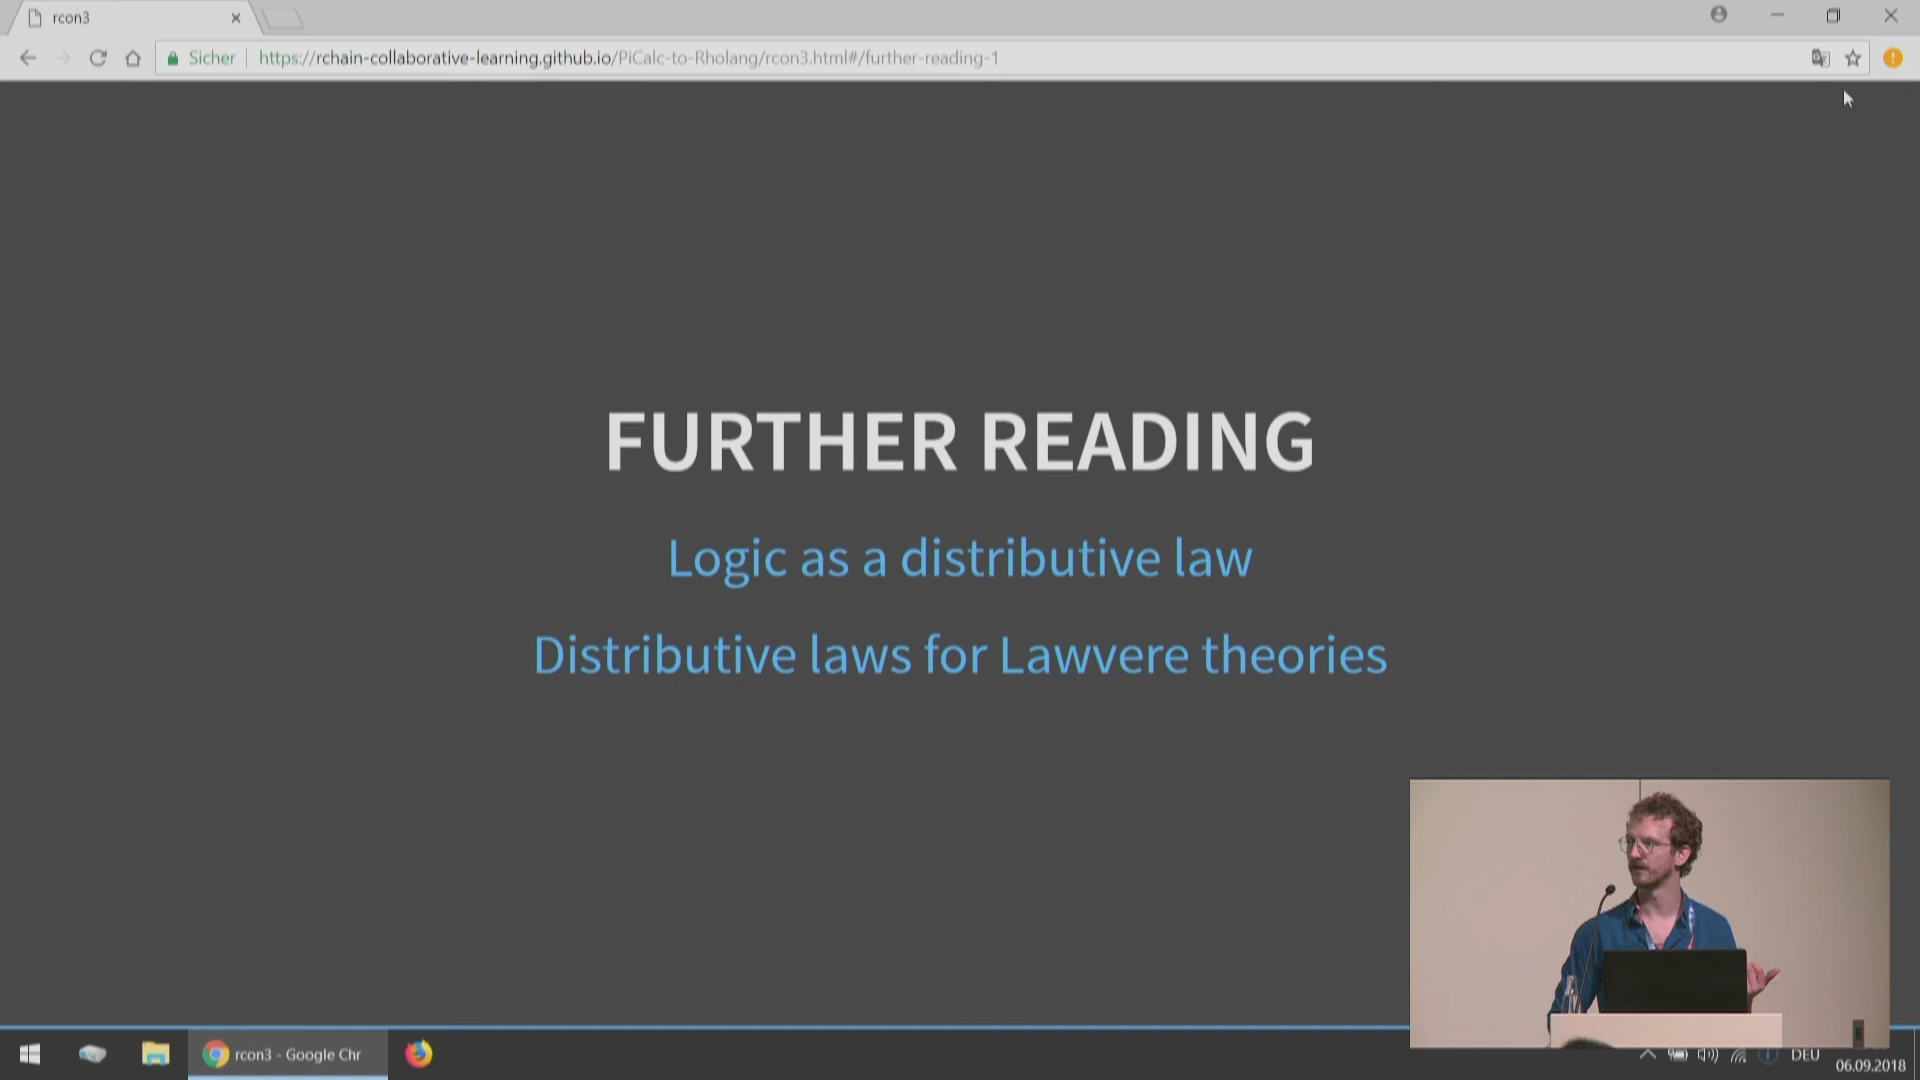 rcon3
Sicher
https://rchain-collaborative-learning.github.io/PiCalc-to-Rholang/rcon3.html#/further-reading-1
FURTHER READING
Logic as a distributive law
Distributive laws for Lawvere theories
rcon3 - Google Chr
DEU
06.09.2018